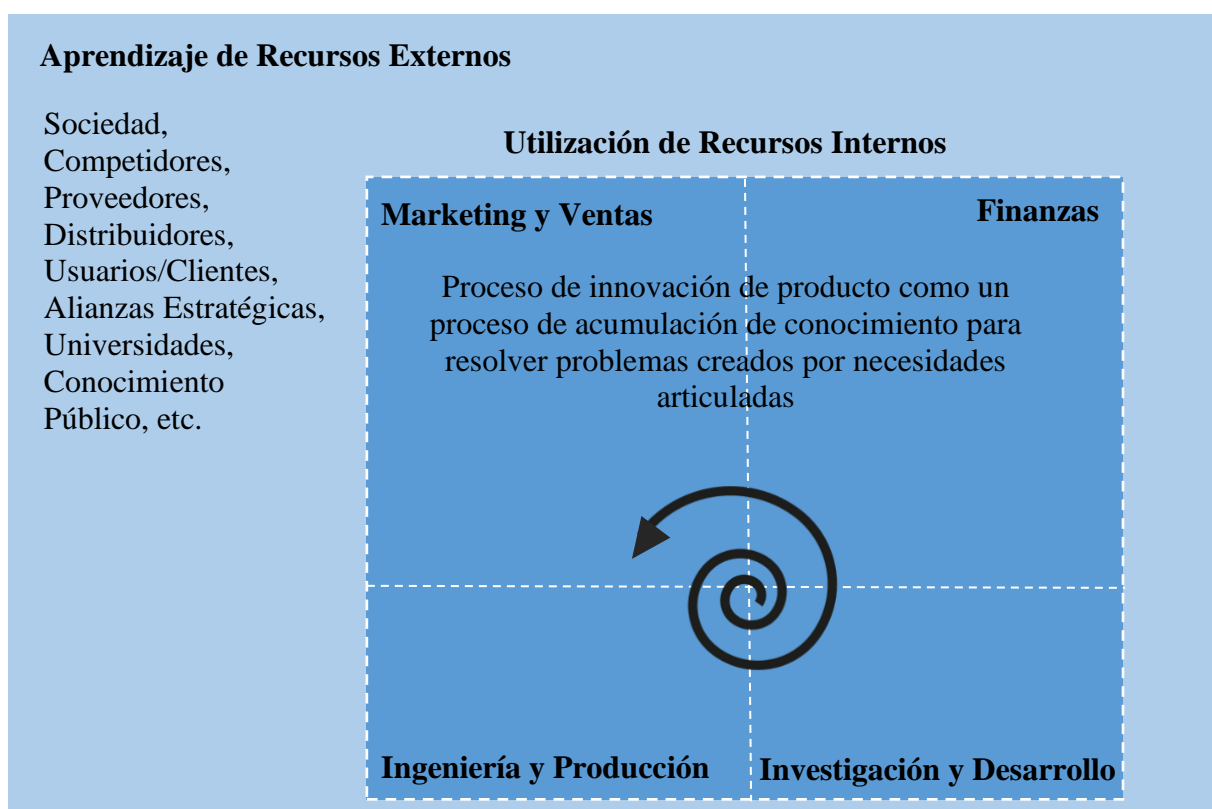 Aprendizaje de Recursos Externos
Sociedad,
Competidores,
Proveedores,
Distribuidores,
Usuarios/Clientes,
Alianzas Estratégicas,
Universidades,
Conocimiento
Público, etc.
Utilización de Recursos Internos
Marketing y Ventas
Finanzas
Proceso de innovación de producto como un
proceso de acumulación de conocimiento para
resolver problemas creados por necesidades
articuladas
Ingeniería y Producción
Investigación y Desarrollo